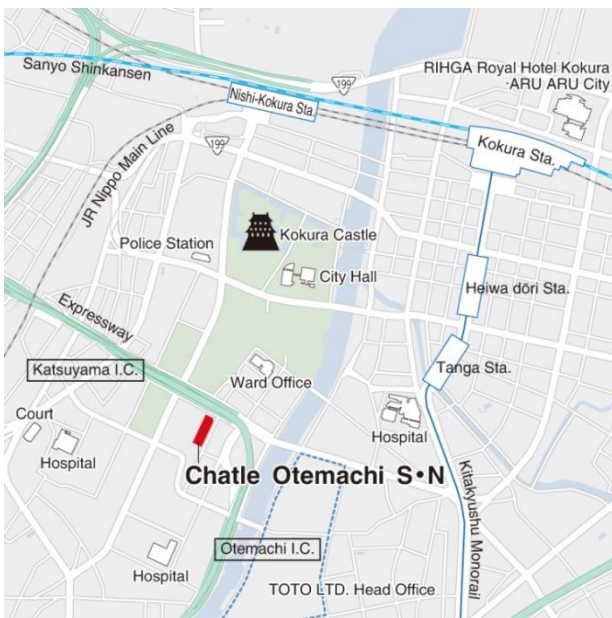 Sanyo Shinkansen
199
Nishi-Kokura Sta.
RIHGA Royal Hotel Kokura
·ARU ARU City
JR Nippo Main Line
199
Kokura Sta.
Kokura Castle
Police Station
City Hall
Heiwa dōri Sta.
Expressway
Katsuyama I.C.
Ward Office
Tanga Sta.
Court
Hospital
Hospital
Chatle Otemachi S•N
Kitakyushu Monorail
Otemachi I.C.
Hospital
TOTO LTD. Head Office